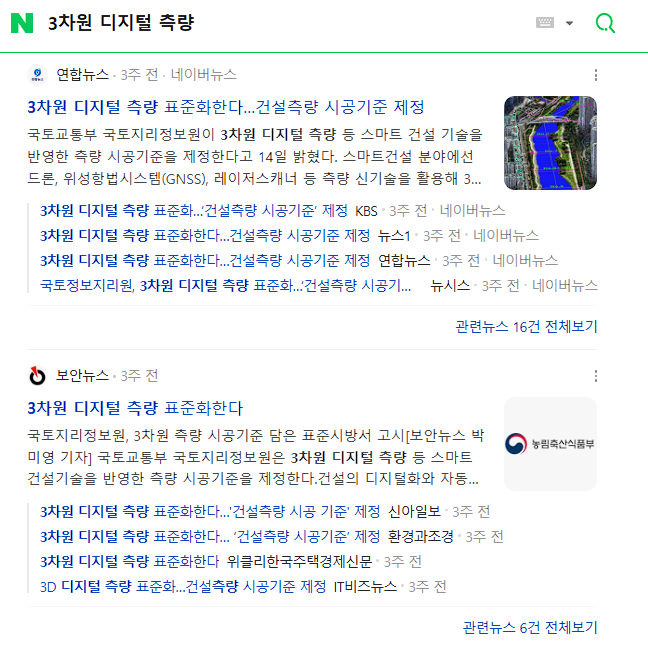 N 3차원 디지털 측량
연합뉴스 · 3주 전 · 네이버뉴스
3차원 디지털 측량 표준화한다...건설측량 시공기준 제정
국토교통부 국토지리정보원이 3차원 디지털 측량 등 스마트 건설 기술을
반영한 측량 시공기준을 제정한다고 14일 밝혔다. 스마트건설 분야에선
드론, 위성항법시스템(GNSS), 레이저스캐너 등 측량 신기술을 활용해 3...
3차원 디지털 측량 표준화...'건설측량 시공기준' 제정 KBS · 3주 전 · 네이버뉴스
3차원 디지털 측량 표준화한다...건설측량 시공기준 제정 뉴스1 · 3주 전 · 네이버뉴스
3차원 디지털 측량 표준화한다...건설측량 시공기준 제정 연합뉴스 · 3주 전 · 네이버뉴스
국토정보지리원, 3차원 디지털 측량 표준화...'건설측량 시공기... 뉴시스 · 3주 전 · 네이버뉴스
관련뉴스 16건 전체보기
보안뉴스 · 3주 전
3차원 디지털 측량 표준화한다
국토지리정보원, 3차원 측량 시공기준 담은 표준시방서 고시[보안뉴스 박
미영 기자] 국토교통부 국토지리정보원은 3차원 디지털 측량 등 스마트
건설기술을 반영한 측량 시공기준을 제정한다.건설의 디지털화와 자동...
농림축산식품부
3차원 디지털 측량 표준화한다...'건설측량 시공 기준' 제정 신아일보 · 3주 전
3차원 디지털 측량 표준화한다... '건설측량 시공 기준' 제정 환경과조경 · 3주 전
3차원 디지털 측량 표준화한다 위클리한국주택경제신문 · 3주 전
3D 디지털 측량 표준화...건설측량 시공기준 제정 IT비즈뉴스 · 3주 전
관련뉴스 6건 전체보기